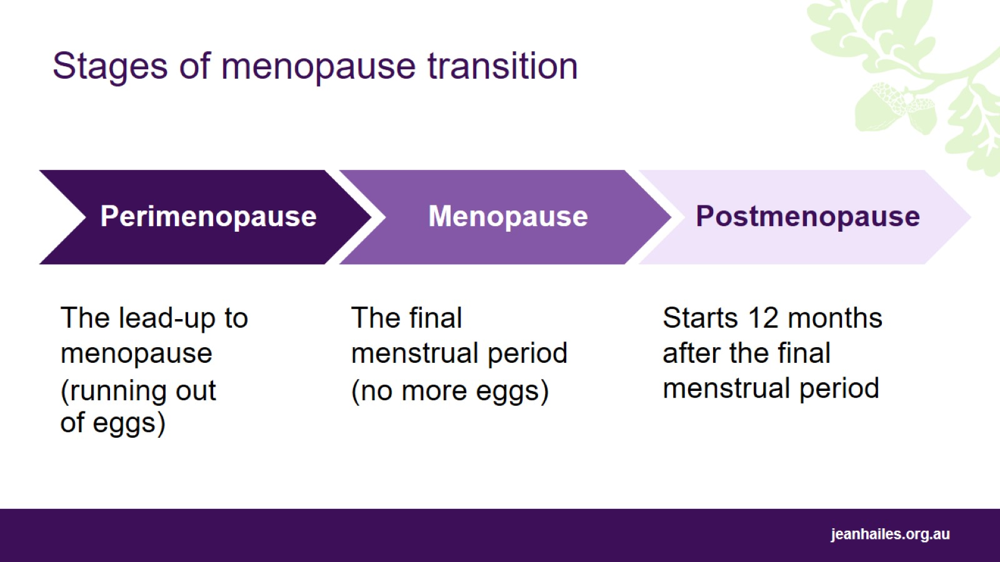 Stages of menopause transition
Perimenopause
Menopause
Postmenopause
The lead-up to
menopause
(running out
of eggs)
The final
menstrual period
(no more eggs)
Starts 12 months
after the final
menstrual period
jeanhailes.org.au